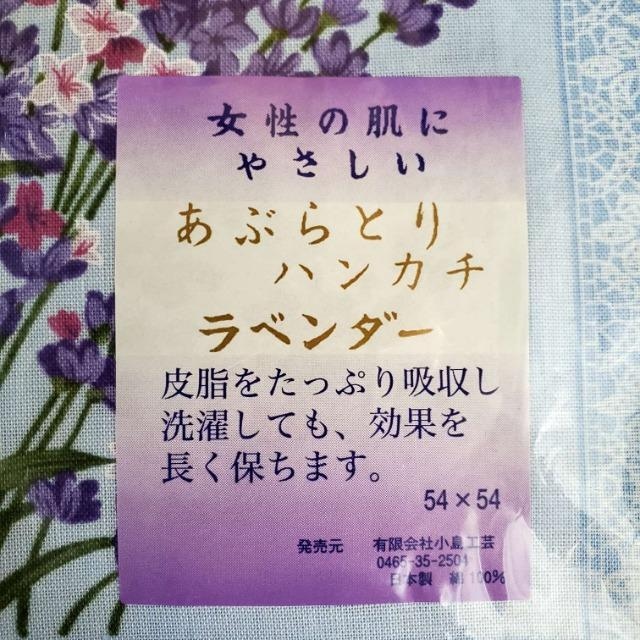 女性の肌に
やさしい
あぶらとり
ハンカチ
ラベンダー
皮脂をたっぷり吸収し
洗濯しても、効果を
長く保ちます。
54×54
発売元 有限会社小島工芸
0465-35-2504
日本製 綿100%